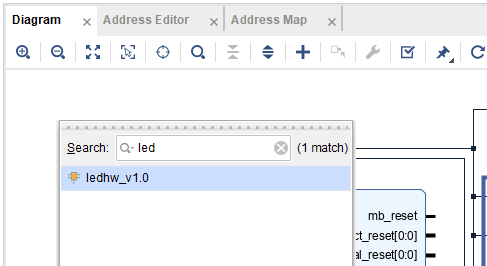 Diagram × Address Editor × Address Map ×
Search: led (1 match)
ledhw_v1.0
mb_reset
ct_reset[0:0]
al_reset[0:0]